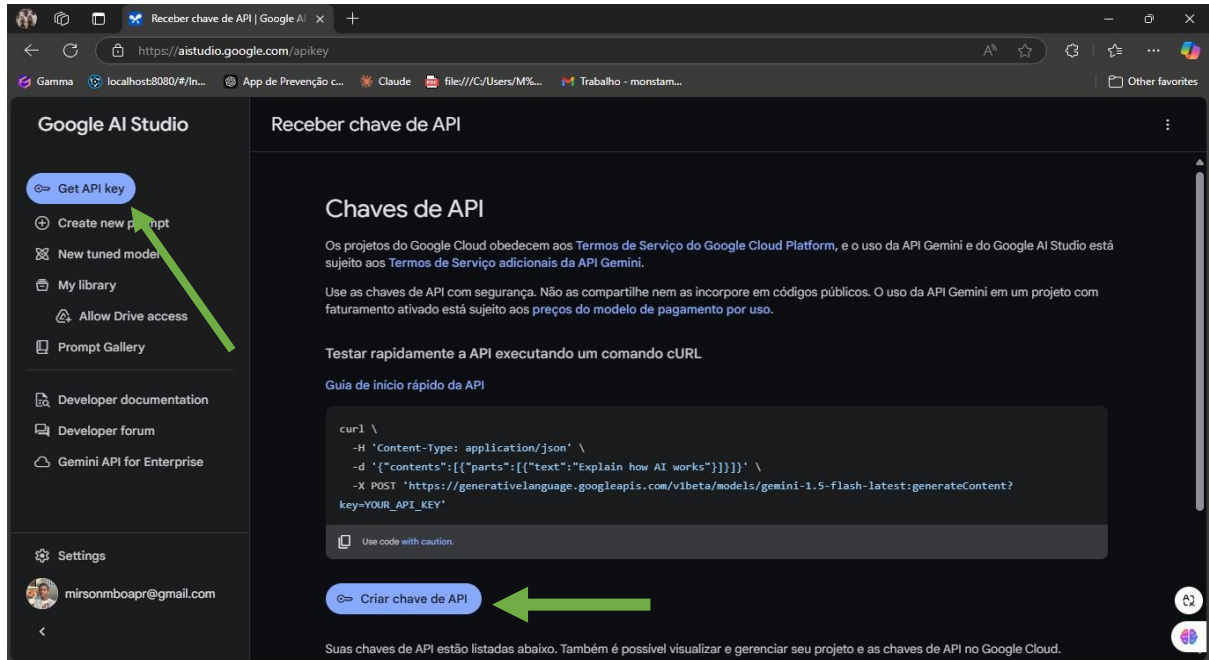 Receber chave de API | Google AI
https://aistudio.google.com/apikey
Gamma localhost:8080/#/In... App de Prevenção c... Claude file:///C:/Users/M%... Trabalho - monstam... Other favorites
Google AI Studio
Receber chave de API
Get API key
Create new prompt
New tuned model
My library
Allow Drive access
Prompt Gallery
Developer documentation
Developer forum
Gemini API for Enterprise
Settings
mirsonmboapr@gmail.com
Chaves de API
Os projetos do Google Cloud obedecem aos Termos de Serviço do Google Cloud Platform, e o uso da API Gemini e do Google AI Studio está
sujeito aos Termos de Serviço adicionais da API Gemini.
Use as chaves de API com segurança. Não as compartilhe nem as incorpore em códigos públicos. O uso da API Gemini em um projeto com
faturamento ativado está sujeito aos preços do modelo de pagamento por uso.
Testar rapidamente a API executando um comando cURL
Guia de início rápido da API
curl \
-H 'Content-Type: application/json' \
-d '{"contents":[{"parts":[{"text":"Explain how AI works"}]}]}' \
-X POST 'https://generativelanguage.googleapis.com/v1beta/models/gemini-1.5-flash-latest:generateContent?
key=YOUR_API_KEY'
Use code with caution.
Criar chave de API
Suas chaves de API estão listadas abaixo. Também é possível visualizar e gerenciar seu projeto e as chaves de API no Google Cloud.